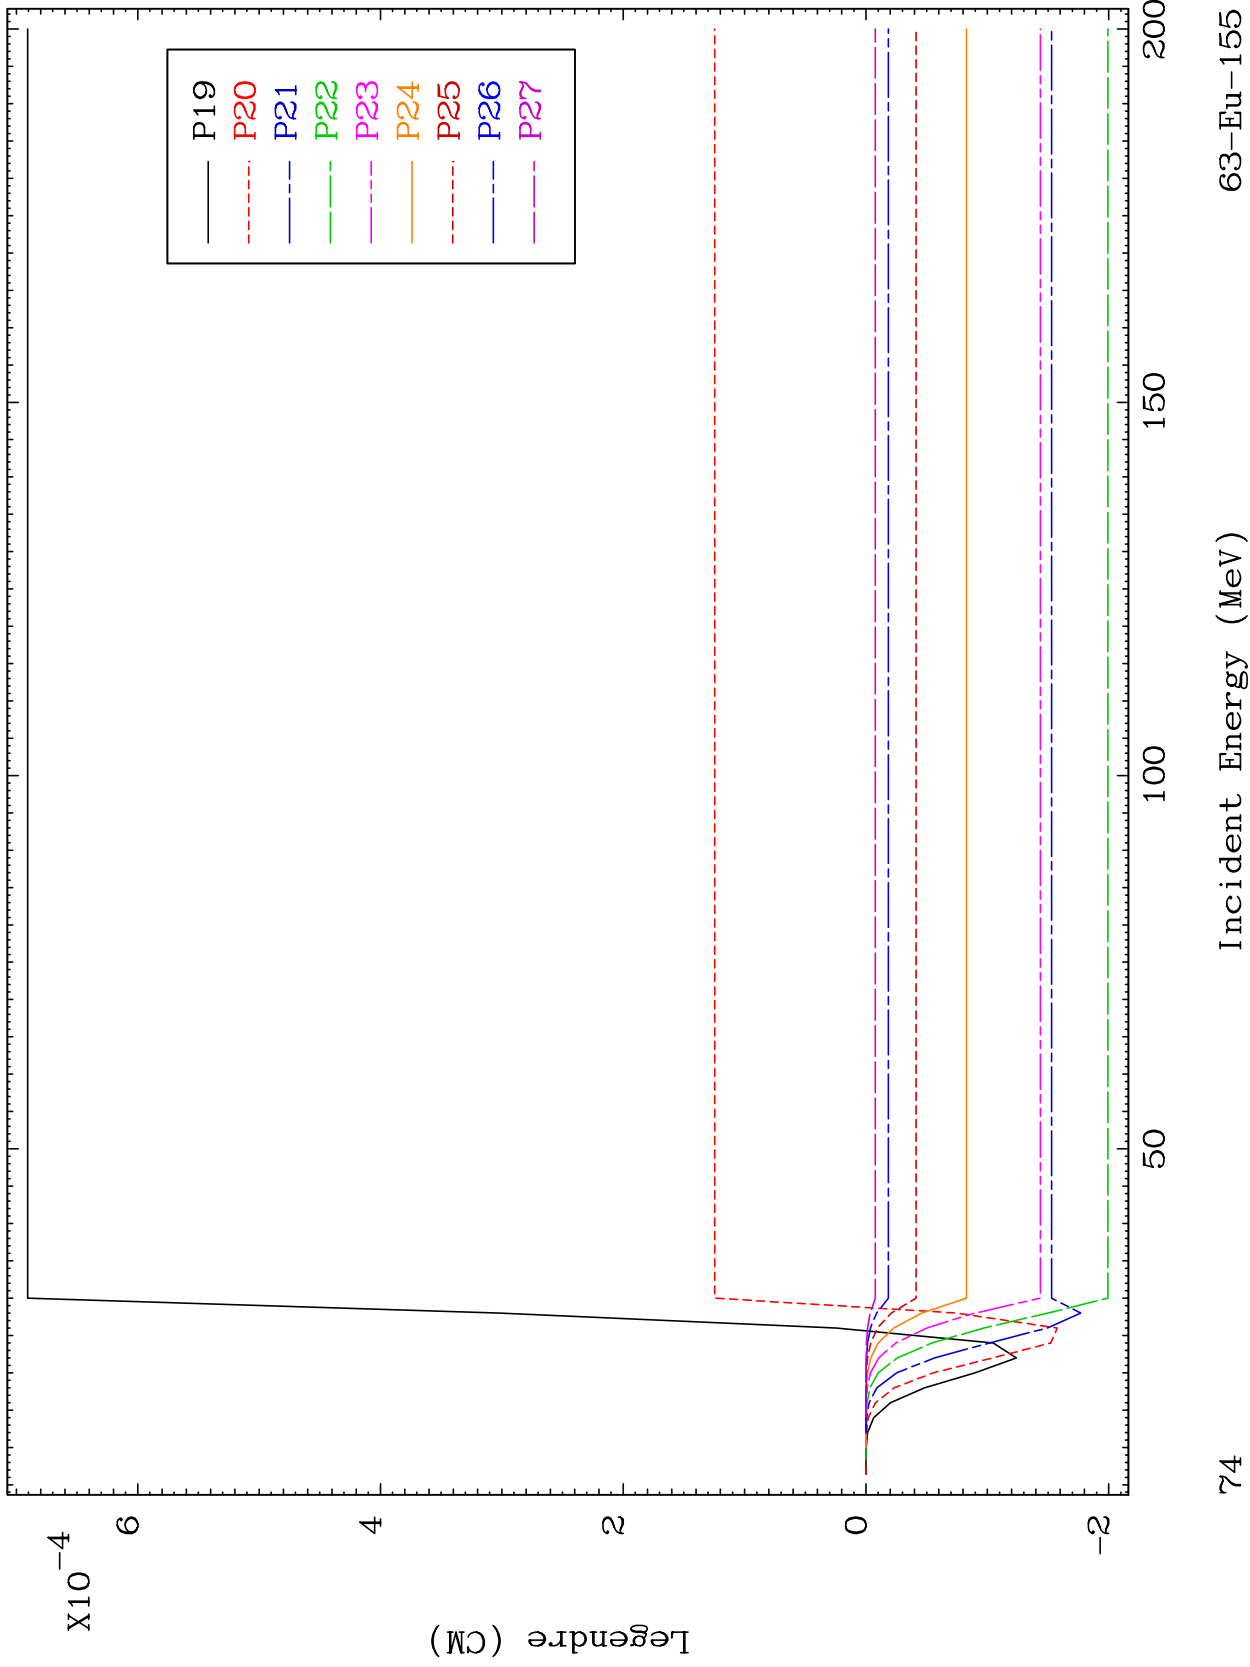 X10
-4
6
4
2
0
-2
Legendre (CM)
P19
P20
P21
P22
P23
P24
P25
P26
P27
50
100
150
200
Incident Energy (MeV)
74
63-Eu-155